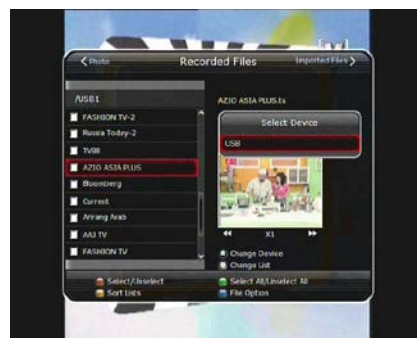 Photo
Recorded Files
Imported Files
/USB1
FASHION TV-2
Russia Today-2
TV88
AZIO ASIA PLUS
Bloomberg
Current
Arirang Arab
AAJ TV
FASHION TV
AZIO ASIA PLUS.ts
Select Device
USB
X1
Change Device
Change List
Select/Unselect
Select All/Unselect All
Sort Lists
File Option